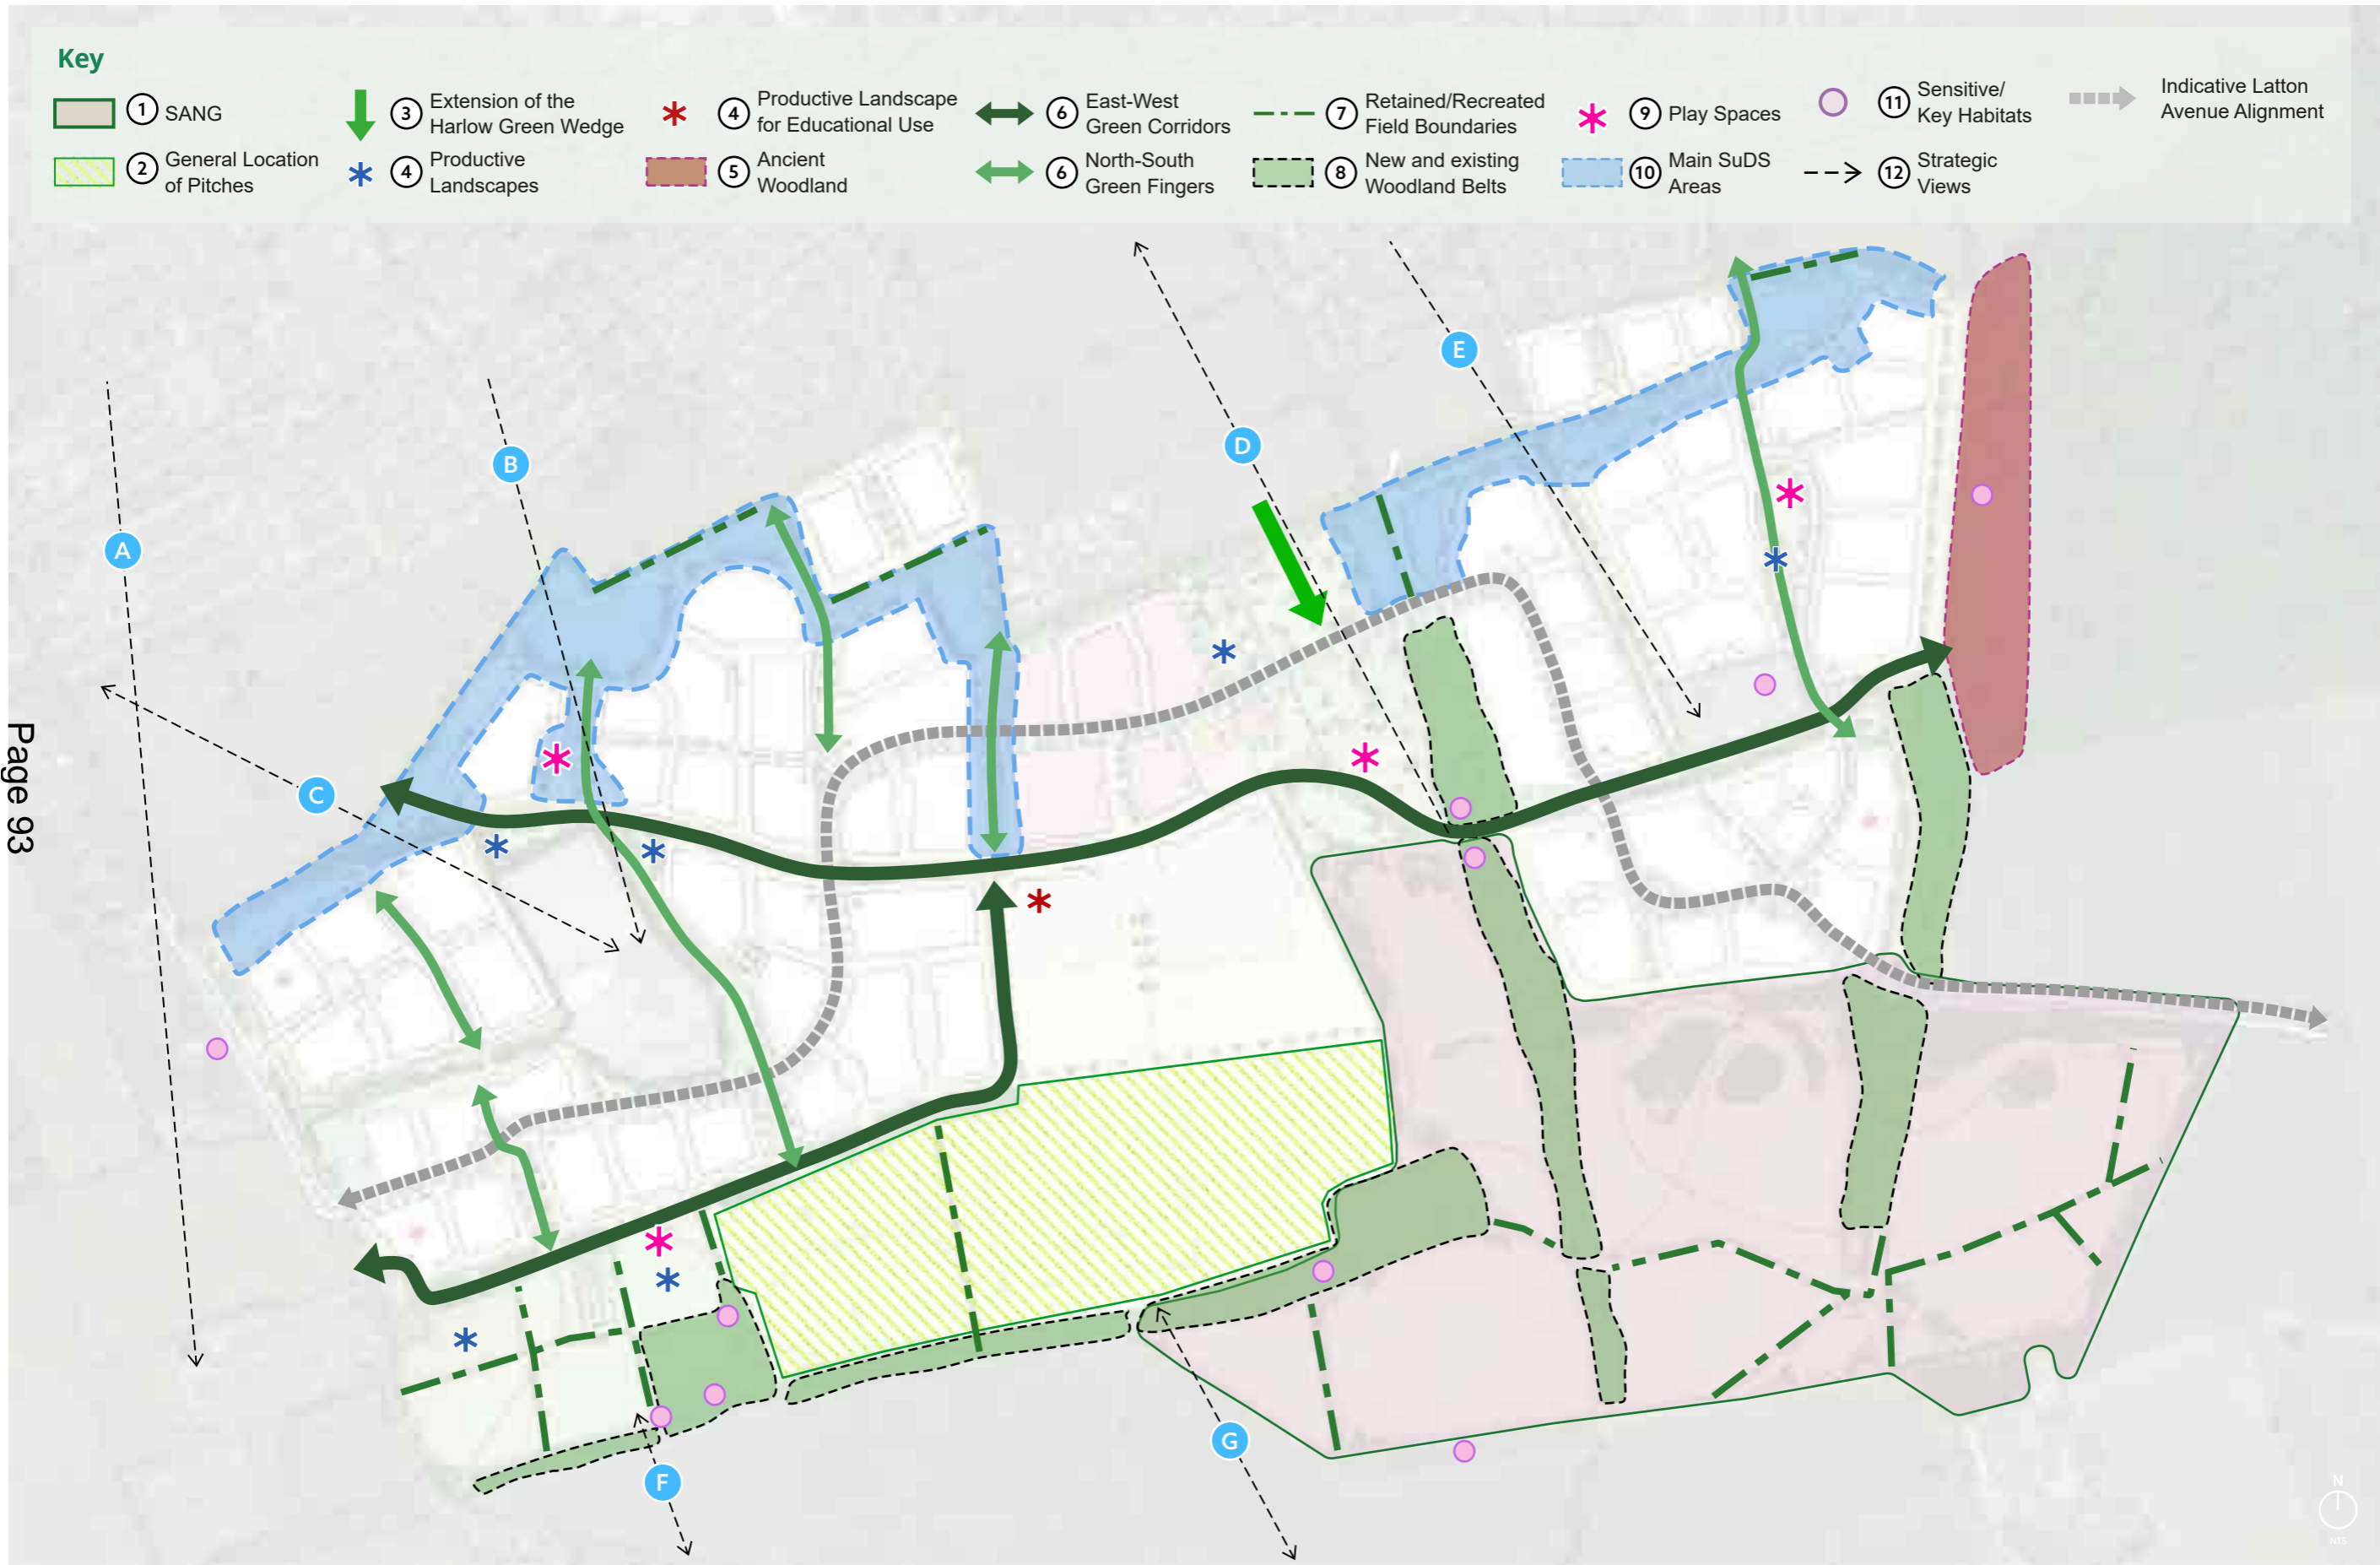 Key
1 SANG
2 General Location
of Pitches
3 Extension of the
Harlow Green Wedge
4 Productive
Landscapes
4 Productive Landscape
for Educational Use
5 Ancient
Woodland
6 East-West
Green Corridors
6 North-South
Green Fingers
7 Retained/Recreated
Field Boundaries
8 New and existing
Woodland Belts
9 Play Spaces
10 Main SuDS
Areas
11 Sensitive/
Key Habitats
12 Strategic
Views
Indicative Latton
Avenue Alignment
E
D
B
A
C
G
F
Page 93
N
NTS